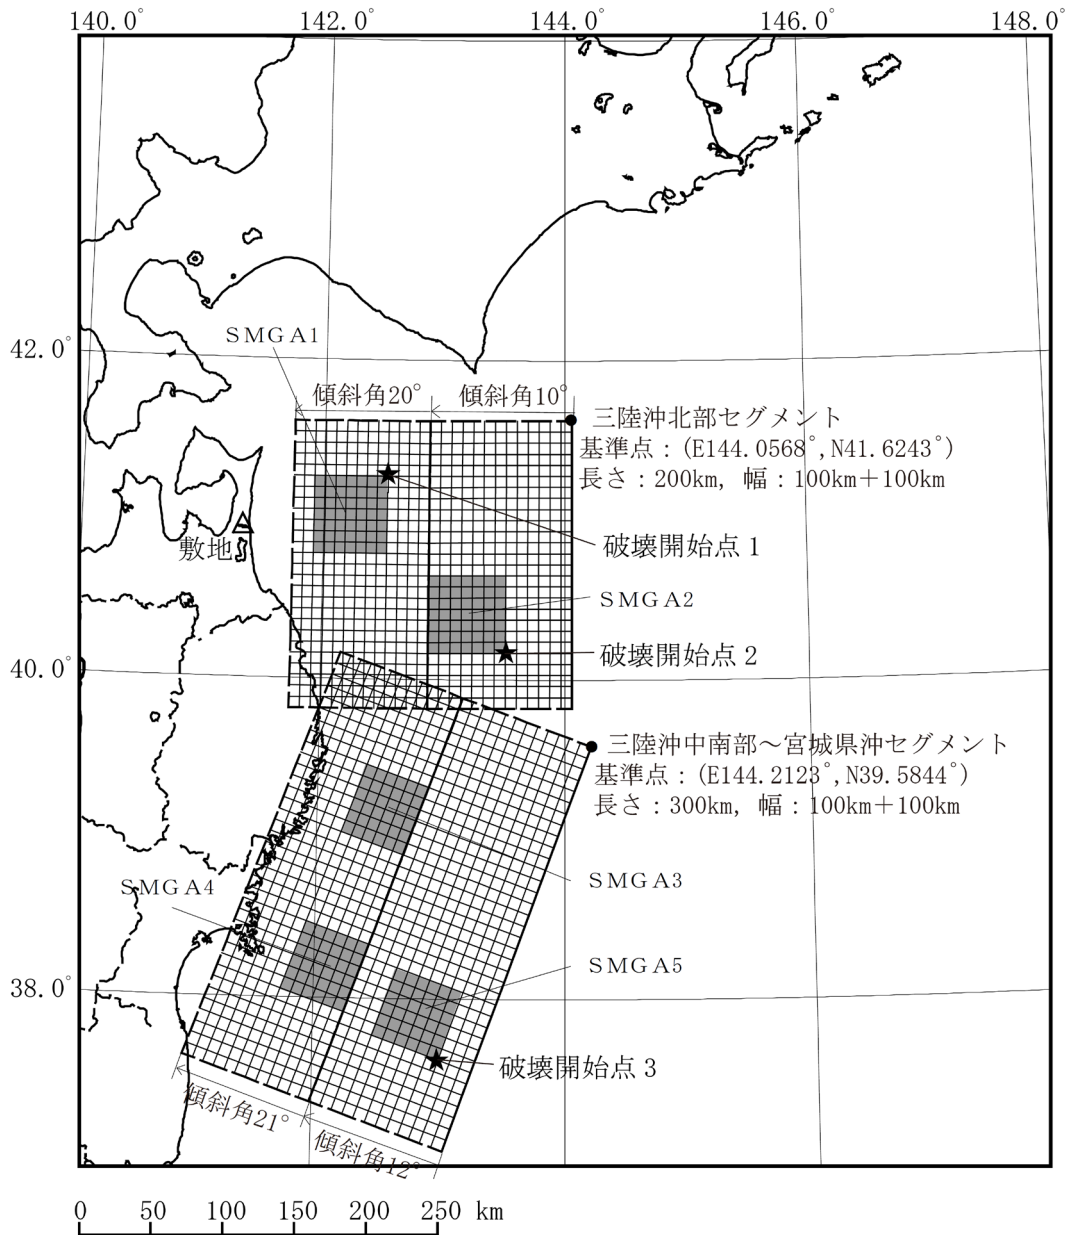 140.0° 142.0° 144.0° 146.0° 148.0°
SMGA1
42.0°
傾斜角20° 傾斜角10°
三陸沖北部セグメント
基準点：(E144.0568°,N41.6243°)
長さ：200km, 幅：100km＋100km
敷地
破壊開始点1
SMGA2
40.0°
破壊開始点2
三陸沖中南部～宮城県沖セグメント
基準点：(E144.2123°,N39.5844°)
長さ：300km, 幅：100km＋100km
SMGA3
SMGA4
SMGA5
38.0°
破壊開始点3
傾斜角21°
傾斜角12°
0 50 100 150 200 250 km